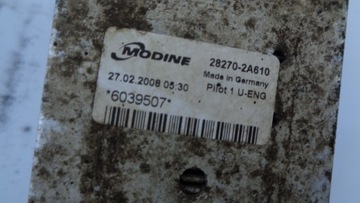 MODINE 28270-2A610
Made in Germany
27.02.2008 05:30 Pilot 1 U-ENG
*6039507*